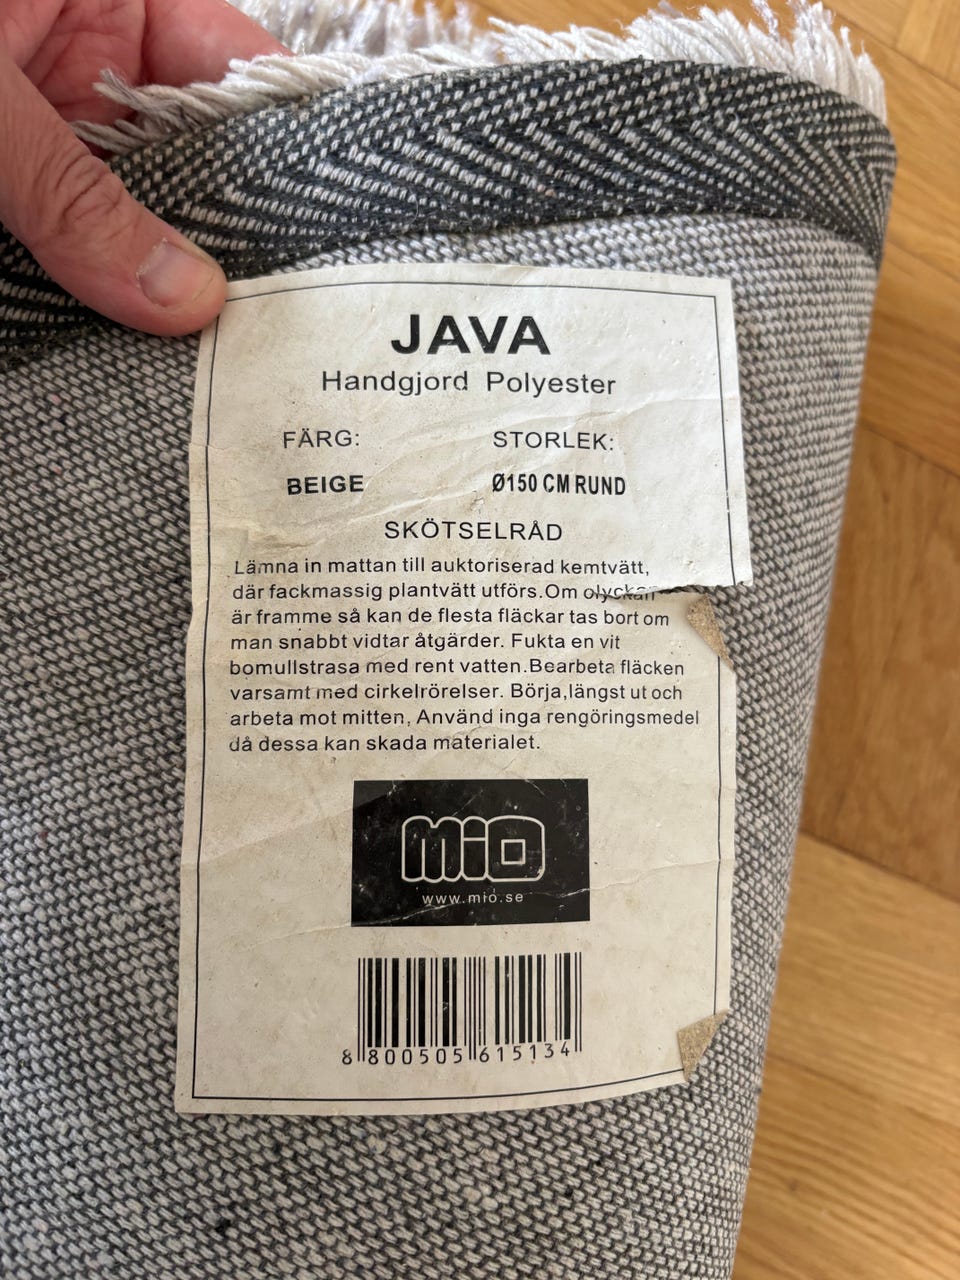 JAVA
Handgjord Polyester
FÄRG: STORLEK:
BEIGE Ø150 CM RUND
SKÖTSELRÅD
Lämna in mattan till auktoriserad kemtvätt,
där fackmassig plantvätt utförs.Om olyckan
är framme så kan de flesta fläckar tas bort om
man snabbt vidtar åtgärder. Fukta en vit
bomullstrasa med rent vatten.Bearbeta fläcken
varsamt med cirkelrörelser. Börja,längst ut och
arbeta mot mitten, Använd inga rengöringsmedel
då dessa kan skada materialet.
MiO
www.mio.se
8 800505 615134